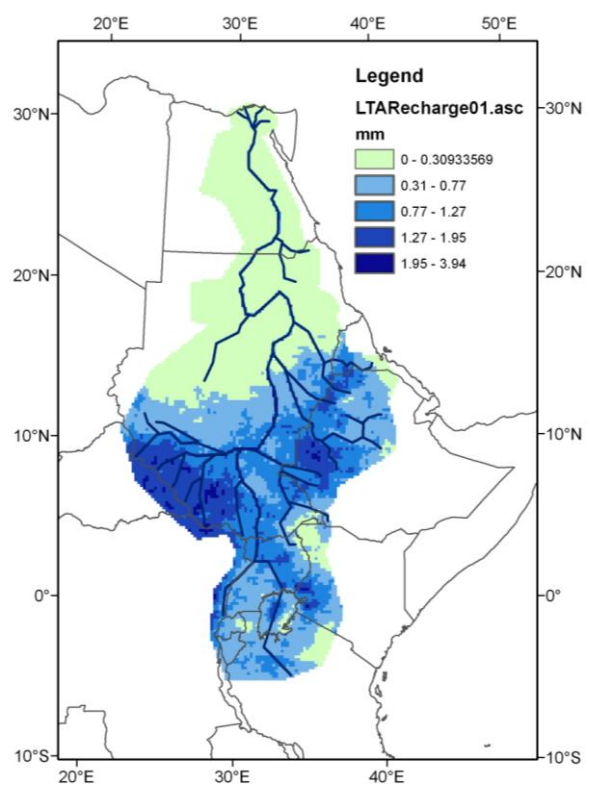 20°E 30°E 40°E 50°E
Legend
LTARecharge01.asc
mm
0 - 0.30933569
0.31 - 0.77
0.77 - 1.27
1.27 - 1.95
1.95 - 3.94
30°N 30°N
20°N 20°N
10°N 10°N
0° 0°
10°S 10°S
20°E 30°E 40°E